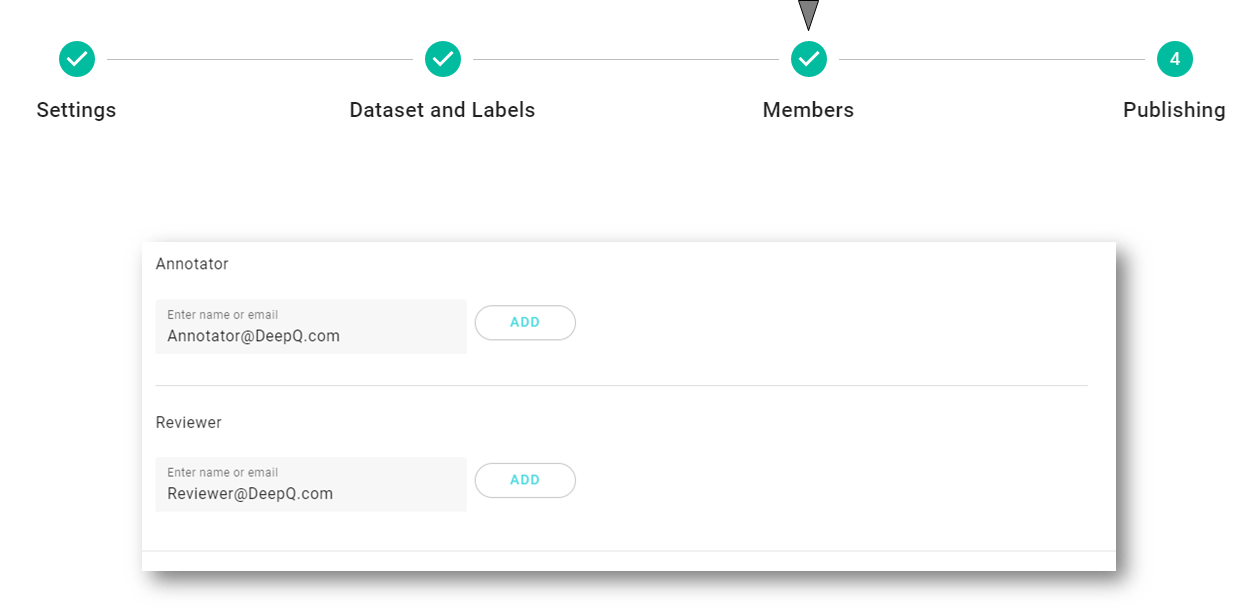 4
Settings
Dataset and Labels
Members
Publishing
Annotator
Enter name or email
Annotator@DeepQ.com
ADD
Reviewer
Enter name or email
Reviewer@DeepQ.com
ADD